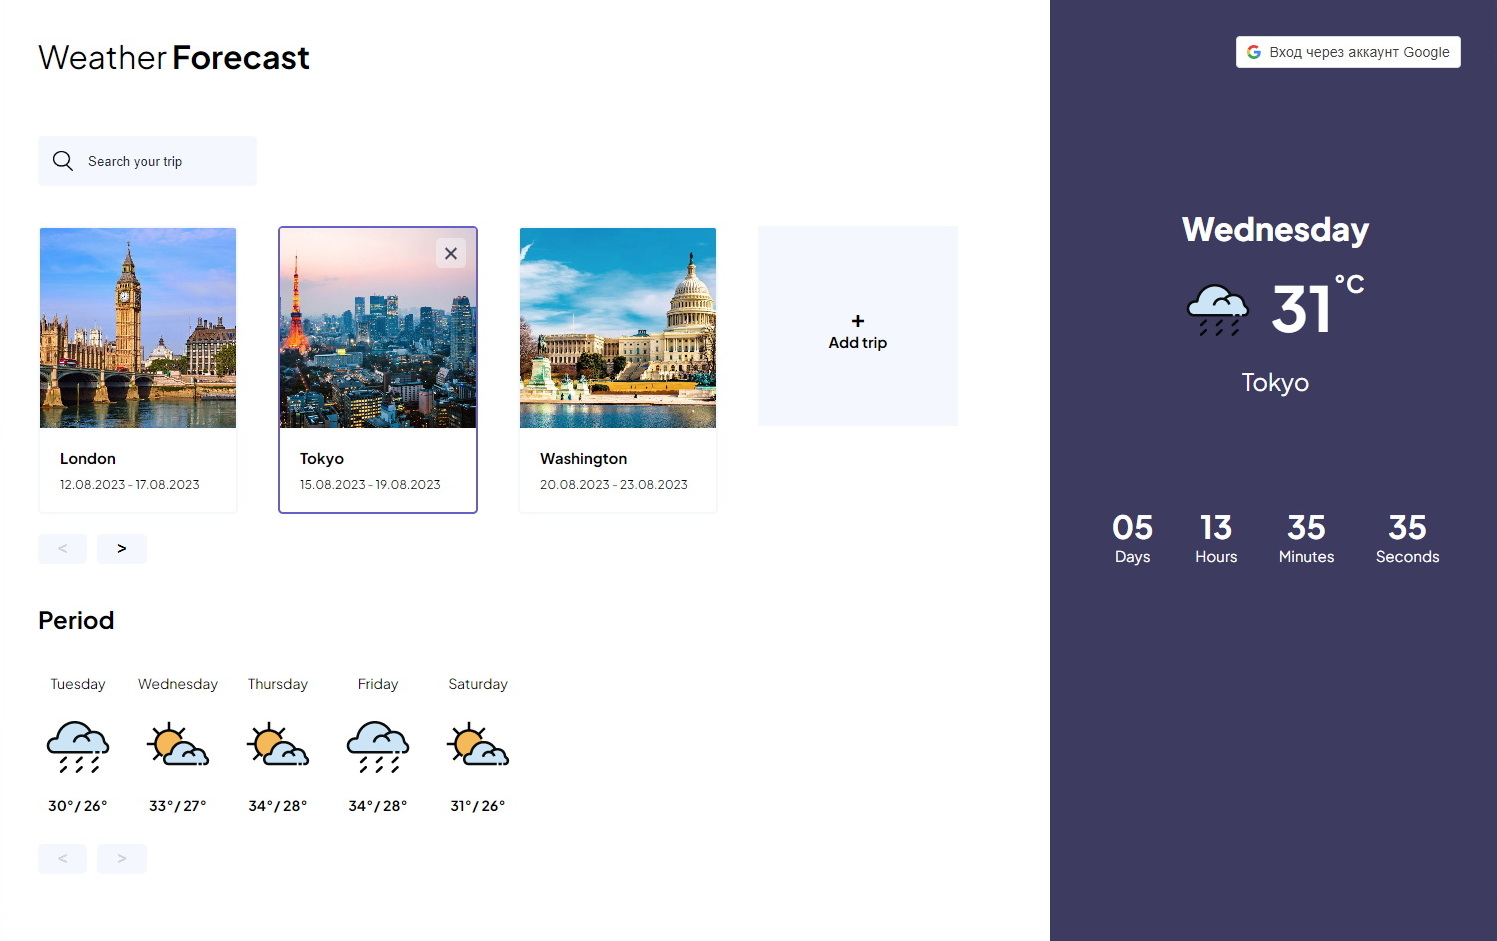 Weather Forecast
Вход через аккаунт Google
Search your trip
London
12.08.2023 - 17.08.2023
Tokyo
15.08.2023 - 19.08.2023
Washington
20.08.2023 - 23.08.2023
+
Add trip
< >
Period
Tuesday Wednesday Thursday Friday Saturday
30°/ 26° 33°/ 27° 34°/ 28° 34°/ 28° 31°/ 26°
< >
Wednesday
31°C
Tokyo
05 13 35 35
Days Hours Minutes Seconds